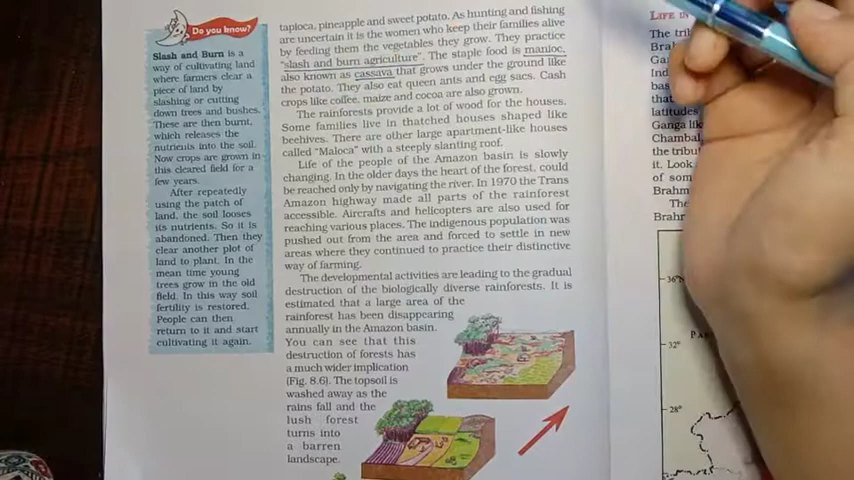 Do you know?
Slash and Burn is a
way of cultivating land
where farmers clear a
piece of land by
slashing or cutting
down trees and bushes.
These are then burnt,
which releases the
nutrients into the soil.
Now crops are grown in
this cleared field for a
few years.
After repeatedly
using the patch of
land, the soil looses
its nutrients. So it is
abandoned. Then they
clear another plot of
land to plant. In the
mean time young
trees grow in the old
field. In this way soil
fertility is restored.
People can then
return to it and start
cultivating it again.
tapioca, pineapple and sweet potato. As hunting and fishing
are uncertain it is the women who keep their families alive
by feeding them the vegetables they grow. They practice
"slash and burn agriculture". The staple food is manioc,
also known as cassava that grows under the ground like
the potato. They also eat queen ants and egg sacs. Cash
crops like coffee, maize and cocoa are also grown.
The rainforests provide a lot of wood for the houses.
Some families live in thatched houses shaped like
beehives. There are other large apartment-like houses
called "Maloca" with a steeply slanting roof.
Life of the people of the Amazon basin is slowly
changing. In the older days the heart of the forest, could
be reached only by navigating the river. In 1970 the Trans
Amazon highway made all parts of the rainforest
accessible. Aircrafts and helicopters are also used for
reaching various places. The indigenous population was
pushed out from the area and forced to settle in new
areas where they continued to practice their distinctive
way of farming.
The developmental activities are leading to the gradual
destruction of the biologically diverse rainforests. It is
estimated that a large area of the
rainforest has been disappearing
annually in the Amazon basin.
You can see that this
destruction of forests has
a much wider implication
(Fig. 8.6). The topsoil is
washed away as the
rains fall and the
lush forest
turns into
a barren
landscape.
LIFE IN
The
Ganga
Chambal
the tribut
it. Look
of some
Brahm
The
Brahr
36°N
32°
28°